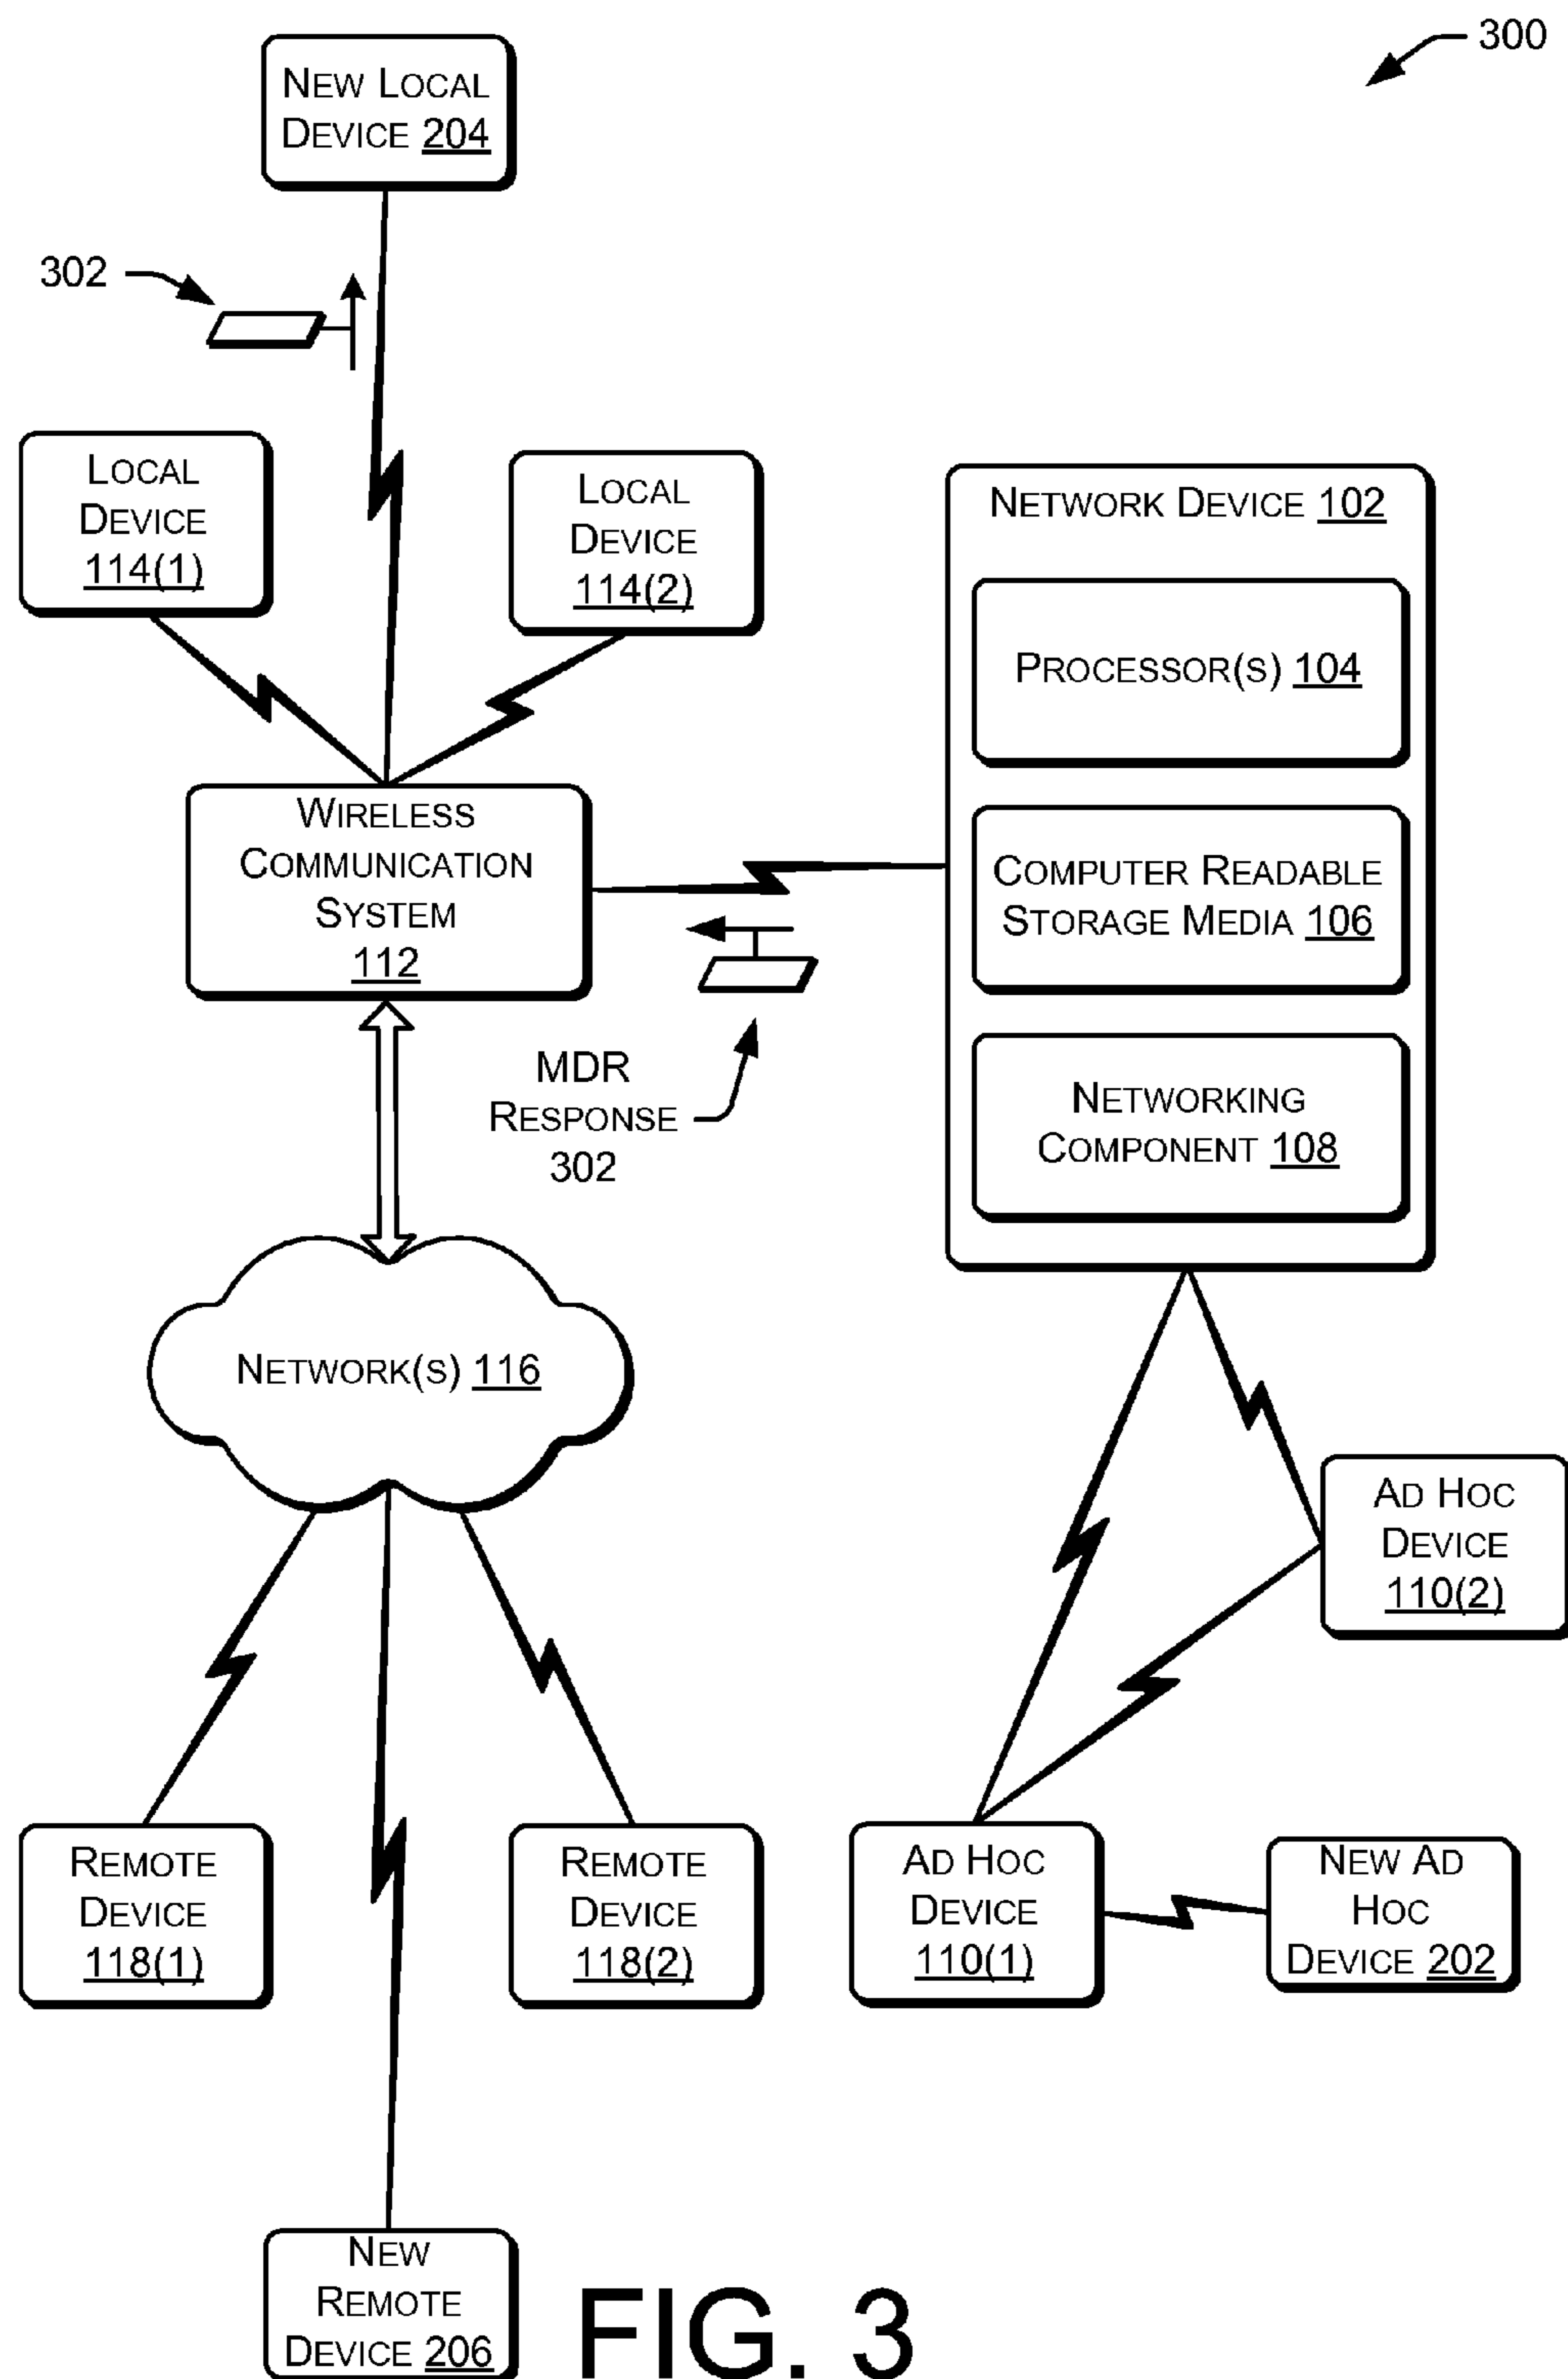 300
NEW LOCAL
DEVICE 204
302
LOCAL
DEVICE
114(1)
LOCAL
DEVICE
114(2)
NETWORK DEVICE 102
PROCESSOR(S) 104
COMPUTER READABLE
STORAGE MEDIA 106
NETWORKING
COMPONENT 108
WIRELESS
COMMUNICATION
SYSTEM
112
MDR
RESPONSE
302
NETWORK(S) 116
AD HOC
DEVICE
110(2)
REMOTE
DEVICE
118(1)
REMOTE
DEVICE
118(2)
AD HOC
DEVICE
110(1)
NEW AD
HOC
DEVICE 202
NEW
REMOTE
DEVICE 206
FIG. 3